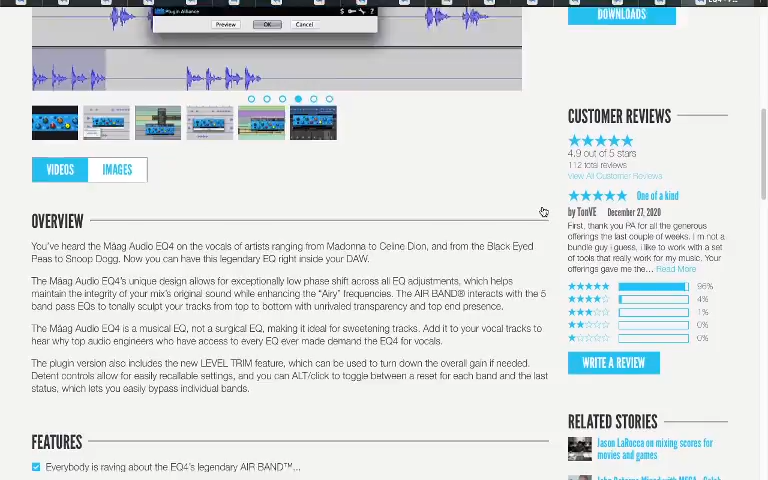 Plugin Alliance
Preview
OK
Cancel
$
?
DOWNLOADS
CUSTOMER REVIEWS
4.9 out of 5 stars
112 total reviews
View All Customer Reviews
One of a kind
by TonVE December 27, 2020
First, thank you PA for all the generous
offerings the last couple of weeks. I m not a
bundle guy i guess, i like to work with a set
of tools that really work for my music. Your
offerings gave me the... Read More
96%
4%
1%
0%
0%
WRITE A REVIEW
RELATED STORIES
Jason LaRocca on mixing scores for
movies and games
VIDEOS
IMAGES
OVERVIEW
You've heard the Mäag Audio EQ4 on the vocals of artists ranging from Madonna to Celine Dion, and from the Black Eyed
Peas to Snoop Dogg. Now you can have this legendary EQ right inside your DAW.
The Mäag Audio EQ4's unique design allows for exceptionally low phase shift across all EQ adjustments, which helps
maintain the integrity of your mix's original sound while enhancing the "Airy" frequencies. The AIR BAND® interacts with the 5
band pass EQs to tonally sculpt your tracks from top to bottom with unrivaled transparency and top end presence.
The Mäag Audio EQ4 is a musical EQ, not a surgical EQ, making it ideal for sweetening tracks. Add it to your vocal tracks to
hear why top audio engineers who have access to every EQ ever made demand the EQ4 for vocals.
The plugin version also includes the new LEVEL TRIM feature, which can be used to turn down the overall gain if needed.
Detent controls allow for easily recallable settings, and you can ALT/click to toggle between a reset for each band and the last
status, which lets you easily bypass individual bands.
FEATURES
Everybody is raving about the EQ4's legendary AIR BAND™...